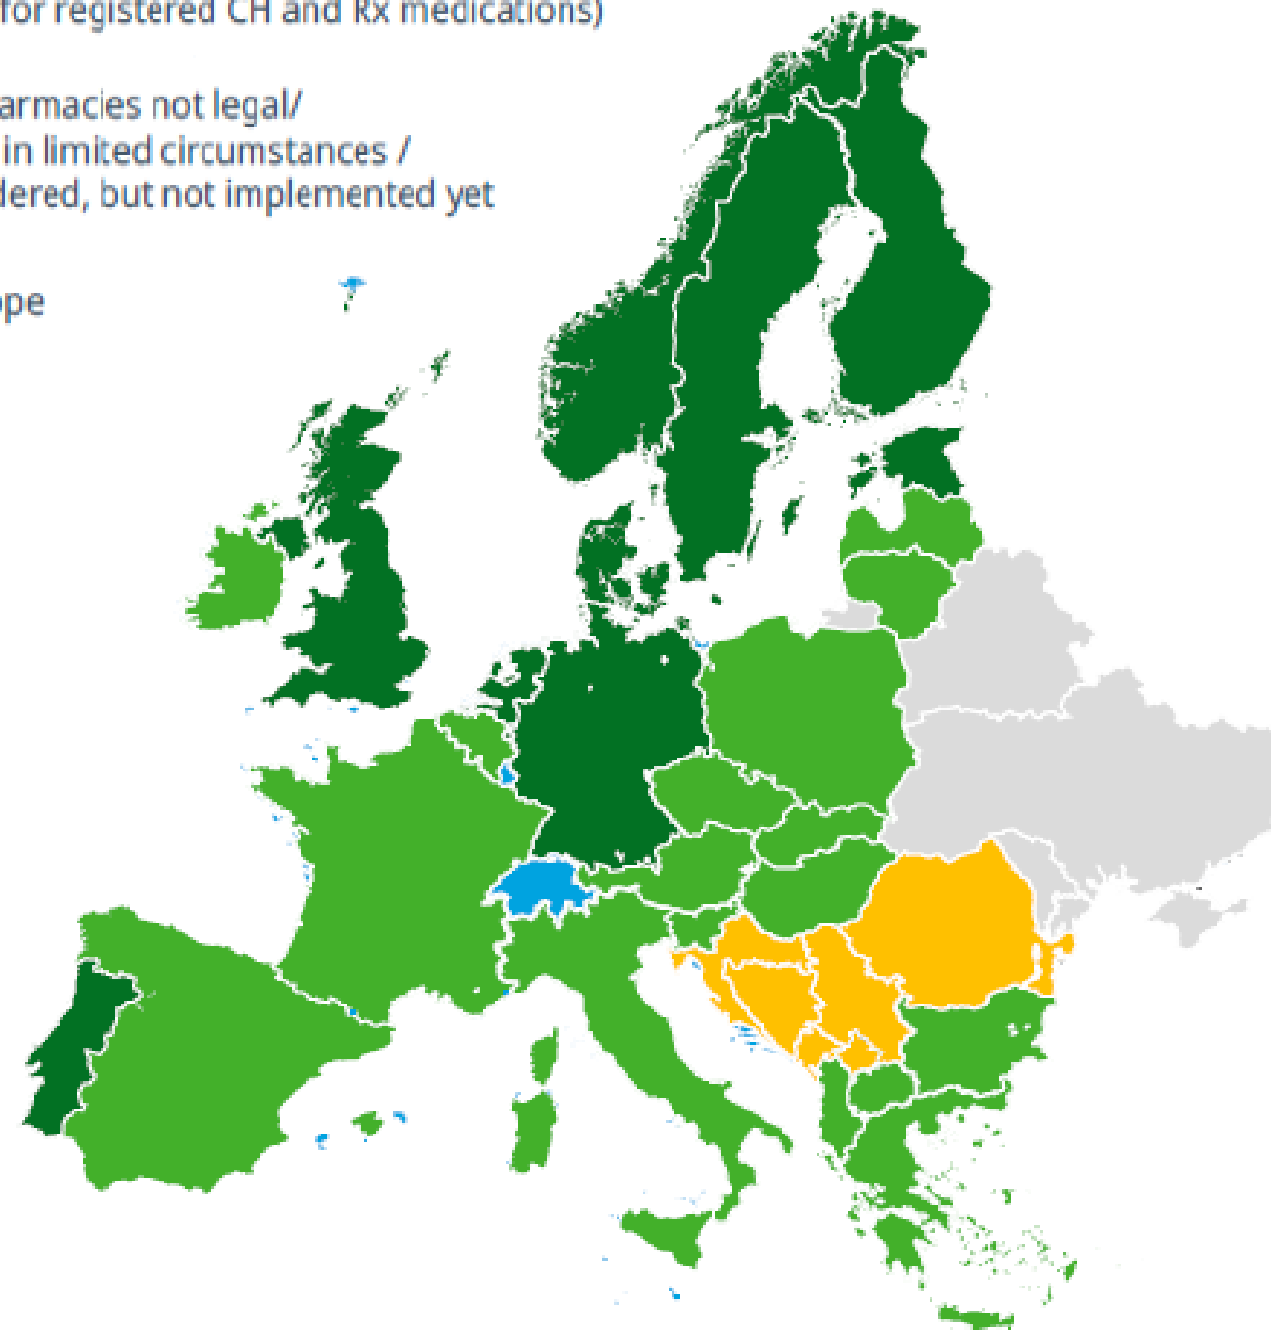 for registered CH and Rx medications)
armacies not legal/
in limited circumstances /
dered, but not implemented yet
ope